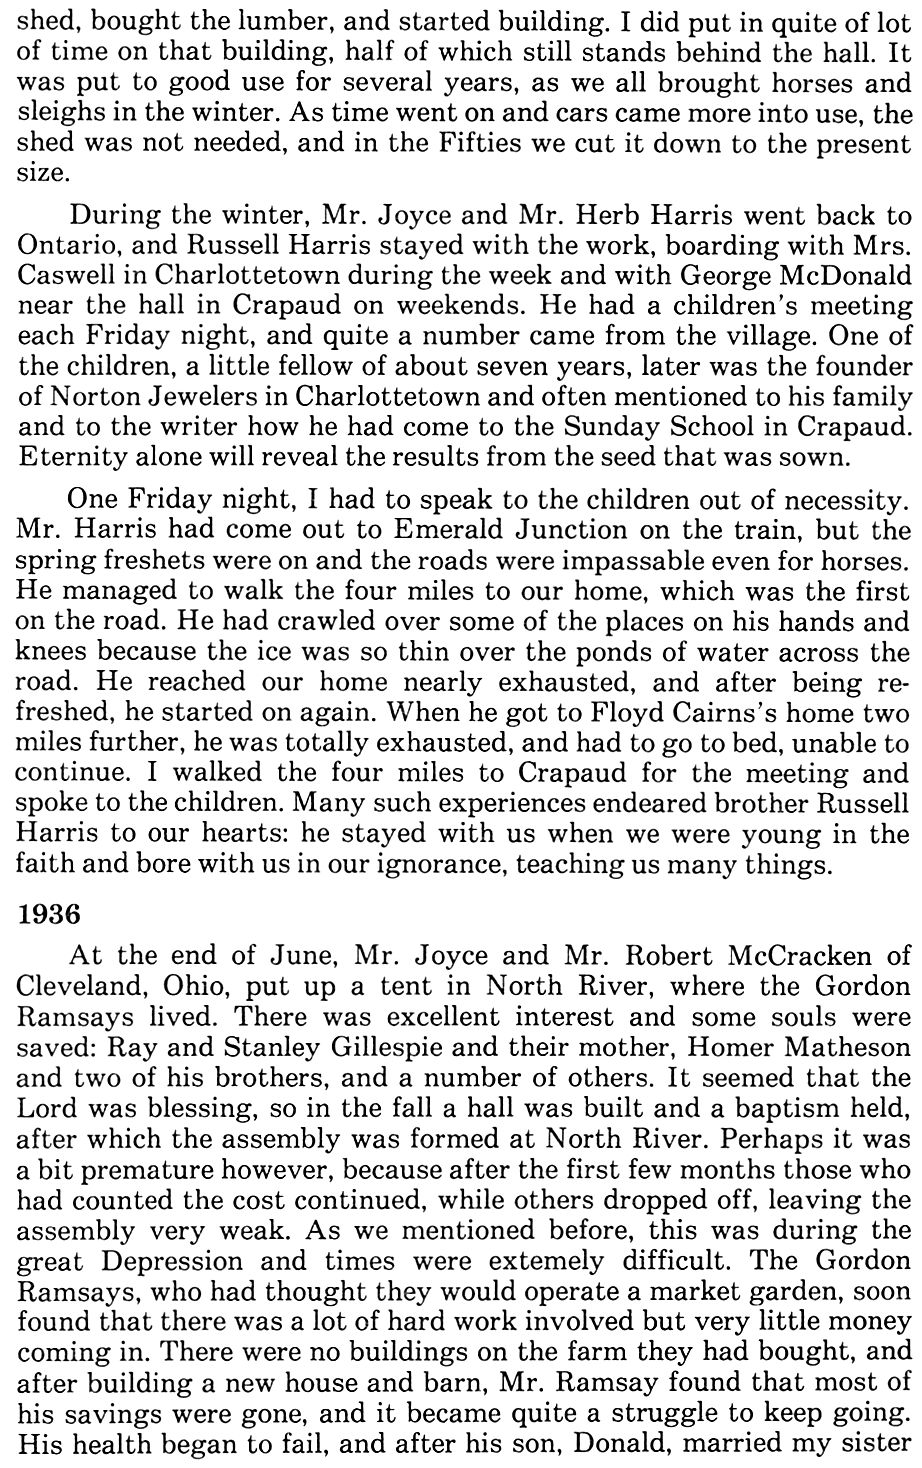 shed, bought the lumber, and started building. I did put in quite of lot
of time on that building, half of which still stands behind the hall. It
was put to good use for several years, as we all brought horses and
sleighs in the winter. As time went on and cars came more into use, the
shed was not needed, and in the Fifties we cut it down to the present
size.
During the winter, Mr. Joyce and Mr. Herb Harris went back to
Ontario, and Russell Harris stayed with the work, boarding with Mrs.
Caswell in Charlottetown during the week and with George McDonald
near the hall in Crapaud on weekends. He had a children's meeting
each Friday night, and quite a number came from the village. One of
the children, a little fellow of about seven years, later was the founder
of Norton Jewelers in Charlottetown and often mentioned to his family
and to the writer how he had come to the Sunday School in Crapaud.
Eternity alone will reveal the results from the seed that was sown.
One Friday night, I had to speak to the children out of necessity.
Mr. Harris had come out to Emerald Junction on the train, but the
spring freshets were on and the roads were impassable even for horses.
He managed to walk the four miles to our home, which was the first
on the road. He had crawled over some of the places on his hands and
knees because the ice was so thin over the ponds of water across the
road. He reached our home nearly exhausted, and after being re-
freshed, he started on again. When he got to Floyd Cairns's home two
miles further, he was totally exhausted, and had to go to bed, unable to
continue. I walked the four miles to Crapaud for the meeting and
spoke to the children. Many such experiences endeared brother Russell
Harris to our hearts: he stayed with us when we were young in the
faith and bore with us in our ignorance, teaching us many things.
1936
At the end of June, Mr. Joyce and Mr. Robert McCracken of
Cleveland, Ohio, put up a tent in North River, where the Gordon
Ramsays lived. There was excellent interest and some souls were
saved: Ray and Stanley Gillespie and their mother, Homer Matheson
and two of his brothers, and a number of others. It seemed that the
Lord was blessing, so in the fall a hall was built and a baptism held,
after which the assembly was formed at North River. Perhaps it was
a bit premature however, because after the first few months those who
had counted the cost continued, while others dropped off, leaving the
assembly very weak. As we mentioned before, this was during the
great Depression and times were extemely difficult. The Gordon
Ramsays, who had thought they would operate a market garden, soon
found that there was a lot of hard work involved but very little money
coming in. There were no buildings on the farm they had bought, and
after building a new house and barn, Mr. Ramsay found that most of
his savings were gone, and it became quite a struggle to keep going.
His health began to fail, and after his son, Donald, married my sister